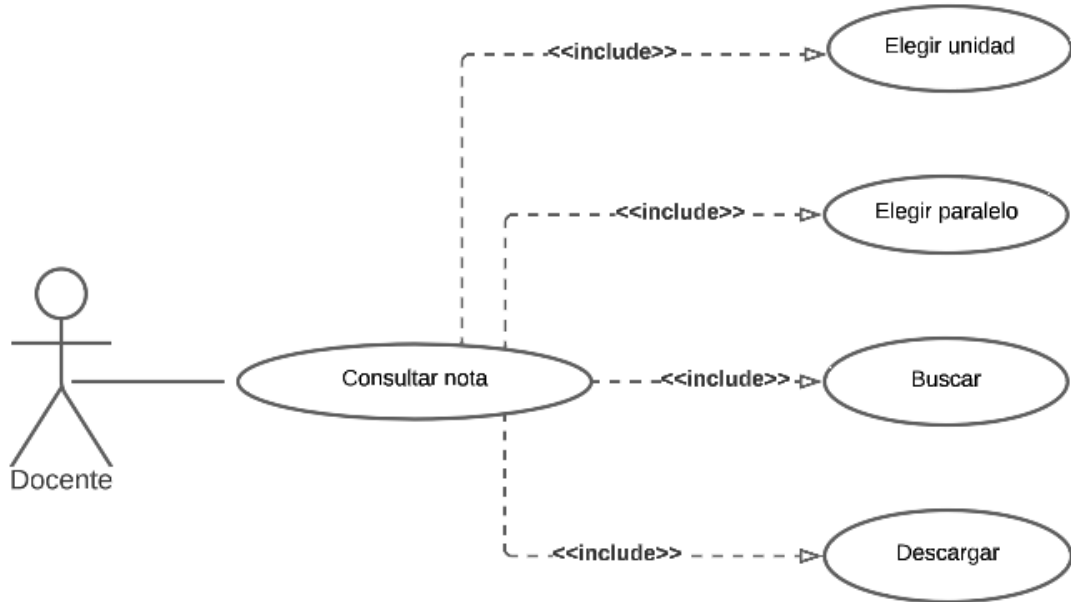 <<include>>
Elegir unidad
<<include>>
Elegir paralelo
Consultar nota
<<include>>
Buscar
Docente
<<include>>
Descargar